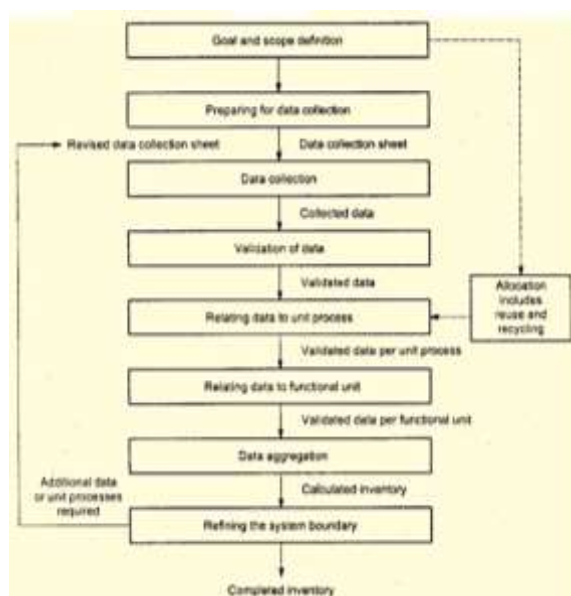 Goal and scope definition
Preparing for data collection
Revised data collection sheet
Data collection sheet
Data collection
Collected data
Validation of data
Validated data
Allocation
includes
reuse and
recycling
Relating data to unit process
Validated data per unit process
Relating data to functional unit
Validated data per functional unit
Data aggregation
Additional data
or unit processes
required
Calculated inventory
Refining the system boundary
Completed inventory